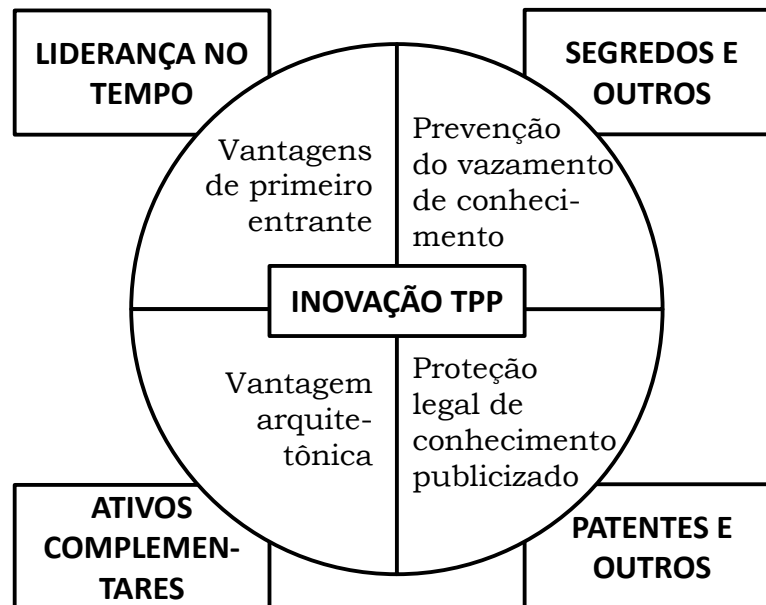 LIDERANÇA NO
TEMPO
SEGREDOS E
OUTROS
Vantagens
de primeiro
entrante
Prevenção
do vazamento
de conheci-
mento
INOVAÇÃO TPP
Vantagem
arquite-
tônica
Proteção
legal de
conhecimento
publicizado
ATIVOS
COMPLEMEN-
TARES
PATENTES E
OUTROS